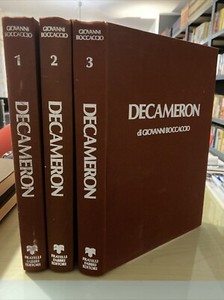 GIOVANNI
BOCCACCIO
1
DECAMERON
FRATELLI
FABBRI
EDITORI
GIOVANNI
BOCCACCIO
2
DECAMERON
FRATELLI
FABBRI
EDITORI
GIOVANNI
BOCCACCIO
3
DECAMERON
FRATELLI
FABBRI
EDITORI
DECAMERON
di GIOVANNI BOCCACCIO